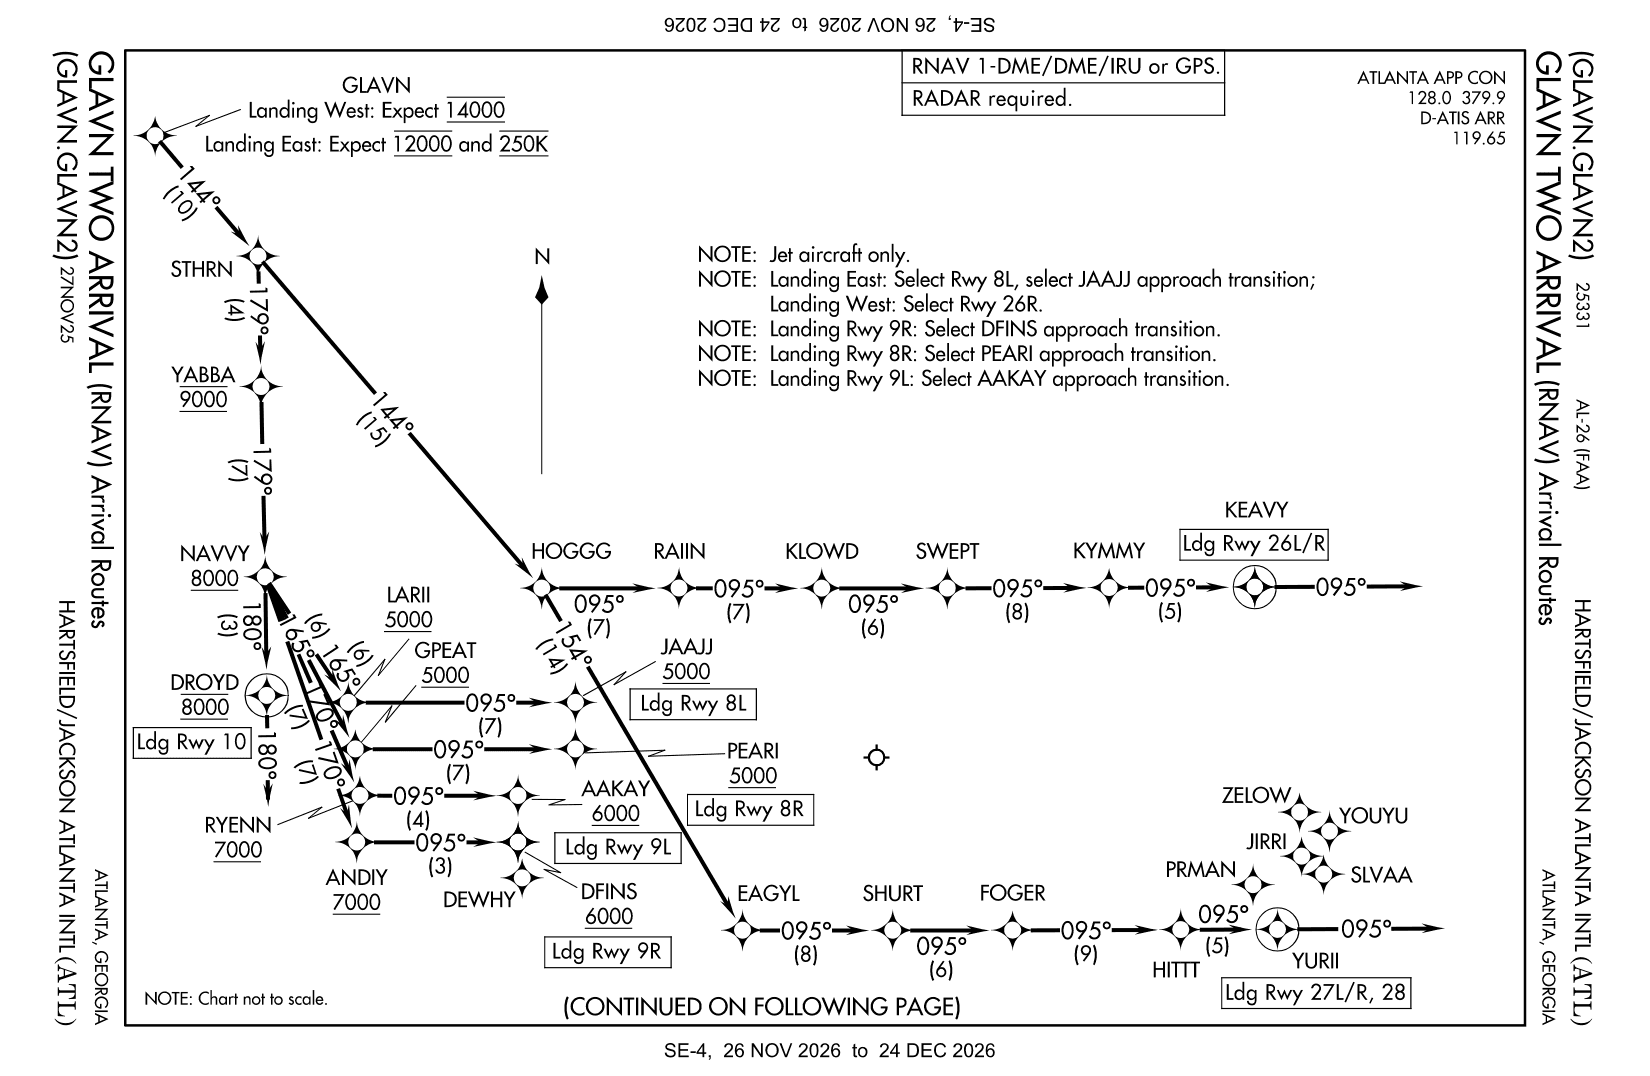 SE-4, 26 NOV 2026 to 24 DEC 2026
(GLAVN.GLAVN2) 27NOV25
GLAVN TWO ARRIVAL (RNAV) Arrival Routes
HARTSFIELD/JACKSON ATLANTA INTL (ATL)
ATLANTA, GEORGIA
(GLAVN.GLAVN2) 25331
AL-26 (FAA)
GLAVN TWO ARRIVAL (RNAV) Arrival Routes
HARTSFIELD/JACKSON ATLANTA INTL (ATL)
ATLANTA, GEORGIA
RNAV 1-DME/DME/IRU or GPS.
RADAR required.
ATLANTA APP CON
128.0 379.9
D-ATIS ARR
119.65
GLAVN
Landing West: Expect 14000
Landing East: Expect 12000 and 250K
144°
(10)
STHRN
179°
(4)
YABBA
9000
179°
(7)
144°
(15)
N
NOTE: Jet aircraft only.
NOTE: Landing East: Select Rwy 8L, select JAAJJ approach transition;
Landing West: Select Rwy 26R.
NOTE: Landing Rwy 9R: Select DFINS approach transition.
NOTE: Landing Rwy 8R: Select PEARI approach transition.
NOTE: Landing Rwy 9L: Select AAKAY approach transition.
NAVVY
8000
180°
(3)
DROYD
8000
Ldg Rwy 10
180°
165°
(6)
165°
(6)
170°
(7)
170°
(7)
LARII
5000
GPEAT
5000
095°
(7)
095°
(7)
JAAJJ
5000
Ldg Rwy 8L
PEARI
5000
Ldg Rwy 8R
RYENN
7000
095°
(4)
AAKAY
6000
Ldg Rwy 9L
ANDIY
7000
095°
(3)
DEWHY
DFINS
6000
Ldg Rwy 9R
HOGGG
095°
(7)
RAIIN
095°
(7)
KLOWD
095°
(6)
SWEPT
095°
(8)
KYMMY
095°
(5)
KEAVY
Ldg Rwy 26L/R
095°
154°
(14)
EAGYL
095°
(8)
SHURT
095°
(6)
FOGER
095°
(9)
HITTT
095°
(5)
YURII
Ldg Rwy 27L/R, 28
095°
ZELOW
YOUYU
JIRRI
PRMAN
SLVAA
NOTE: Chart not to scale.
(CONTINUED ON FOLLOWING PAGE)
SE-4, 26 NOV 2026 to 24 DEC 2026